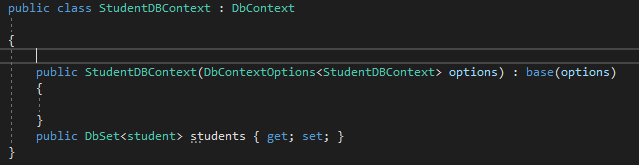 public class StudentDBContext : DbContext
{
public StudentDBContext(DbContextOptions<StudentDBContext> options) : base(options)
{
}
public DbSet<student> students { get; set; }
}